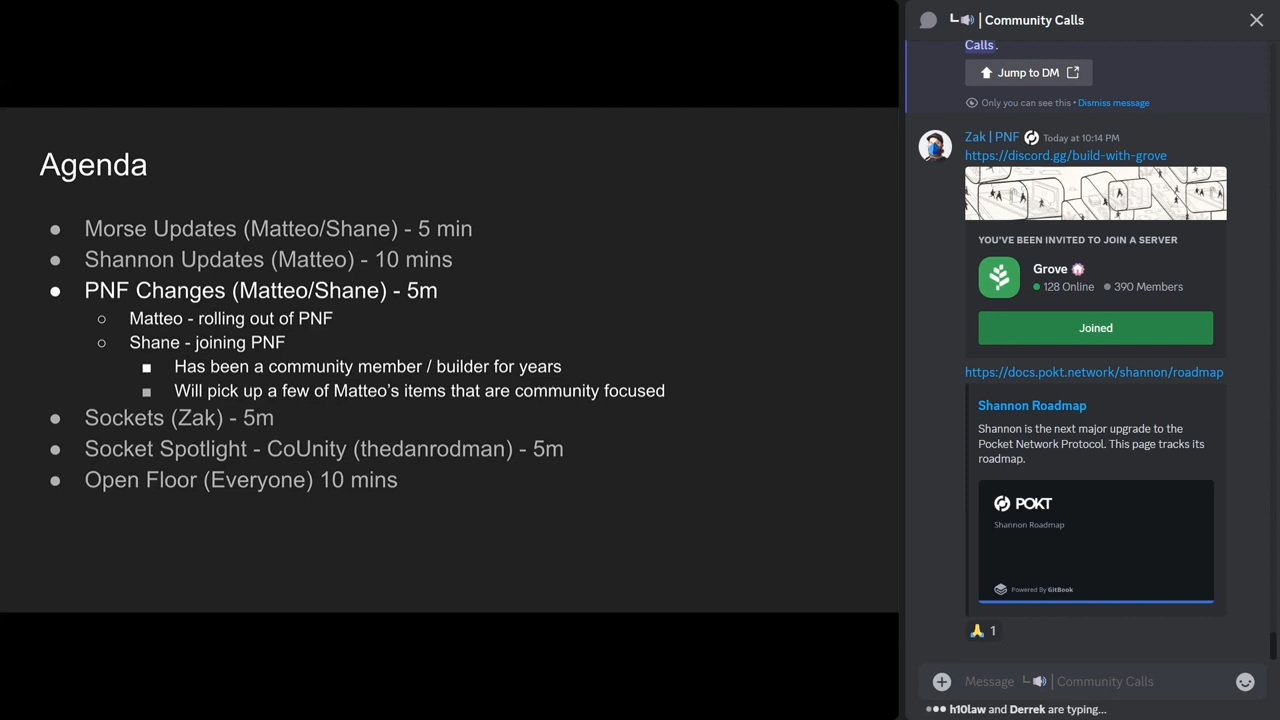 Agenda
● Morse Updates (Matteo/Shane) - 5 min
● Shannon Updates (Matteo) - 10 mins
● PNF Changes (Matteo/Shane) - 5m
○ Matteo - rolling out of PNF
○ Shane - joining PNF
■ Has been a community member / builder for years
■ Will pick up a few of Matteo's items that are community focused
● Sockets (Zak) - 5m
● Socket Spotlight - CoUnity (thedanrodman) - 5m
● Open Floor (Everyone) 10 mins
Community Calls
Calls.
Jump to DM
Only you can see this • Dismiss message
Zak | PNF Today at 10:14 PM
https://discord.gg/build-with-grove
YOU'VE BEEN INVITED TO JOIN A SERVER
Grove
128 Online 390 Members
Joined
https://docs.pokt.network/shannon/roadmap
Shannon Roadmap
Shannon is the next major upgrade to the
Pocket Network Protocol. This page tracks its
roadmap.
POKT
Shannon Roadmap
Powered By GitBook
🙏 1
Message Community Calls
h10law and Derrek are typing...